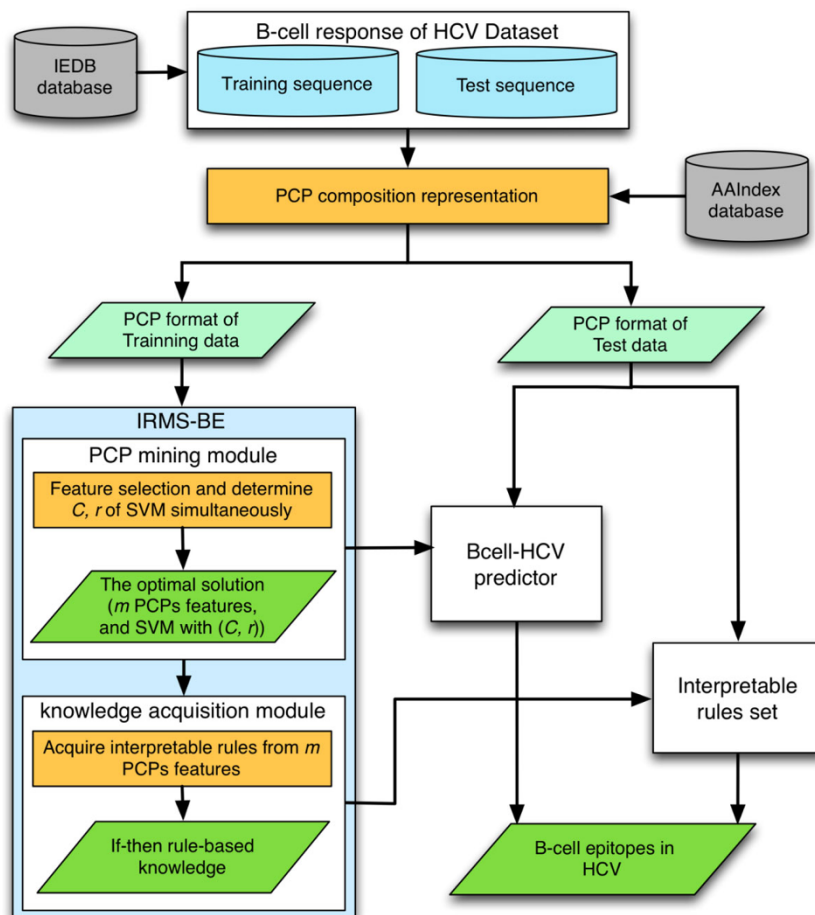 B-cell response of HCV Dataset
IEDB
database
Training sequence
Test sequence
PCP composition representation
AAIndex
database
PCP format of
Trainning data
PCP format of
Test data
IRMS-BE
PCP mining module
Feature selection and determine
C, r of SVM simultaneously
The optimal solution
(m PCPs features,
and SVM with (C, r))
Bcell-HCV
predictor
knowledge acquisition module
Acquire interpretable rules from m
PCPs features
If-then rule-based
knowledge
Interpretable
rules set
B-cell epitopes in
HCV